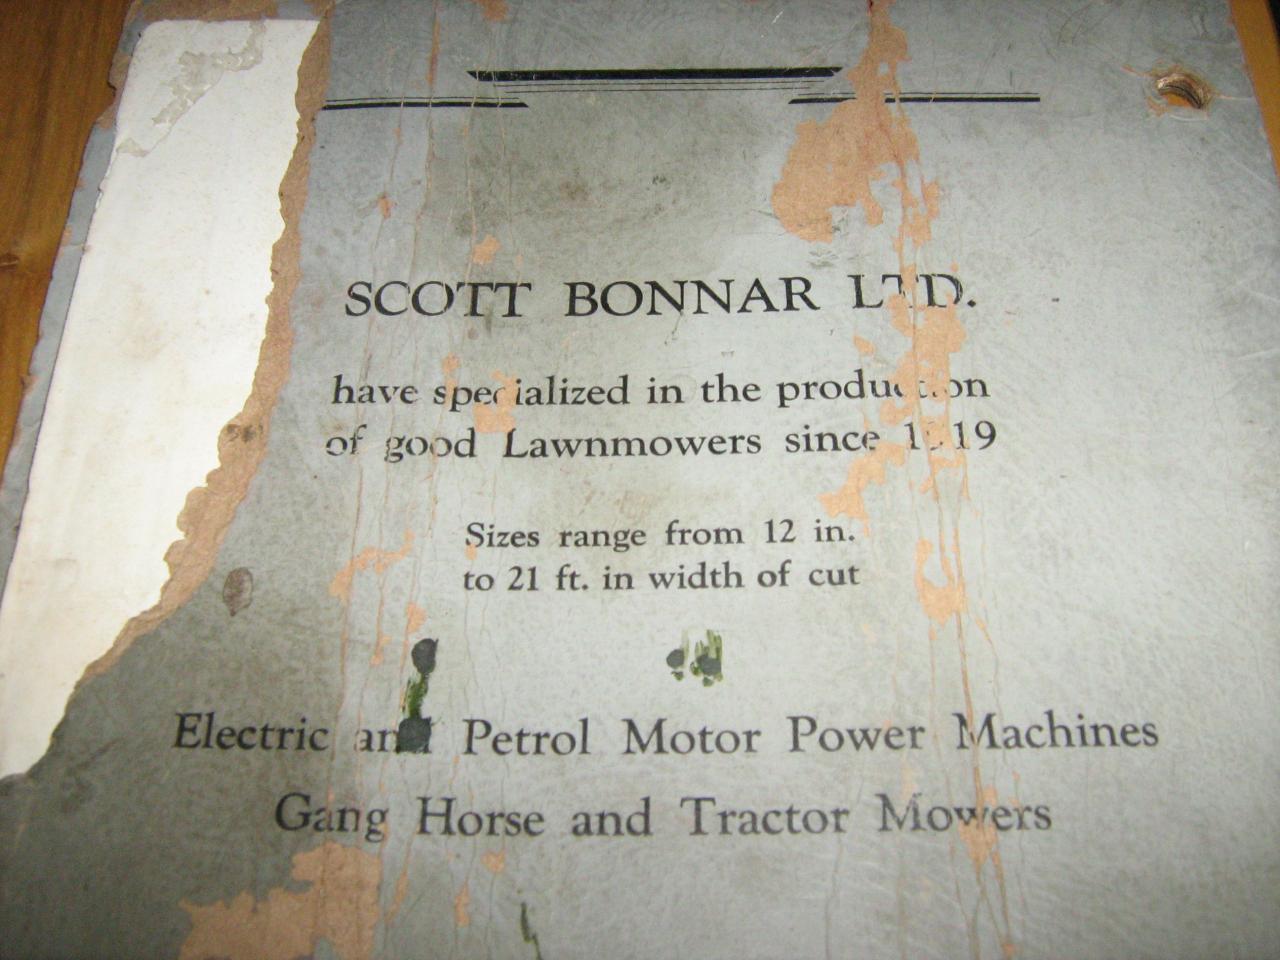 SCOTT BONNAR LTD.
have specialized in the production
of good Lawnmowers since 1919
Sizes range from 12 in.
to 21 ft. in width of cut
Electric and Petrol Motor Power Machines
Gang Horse and Tractor Mowers